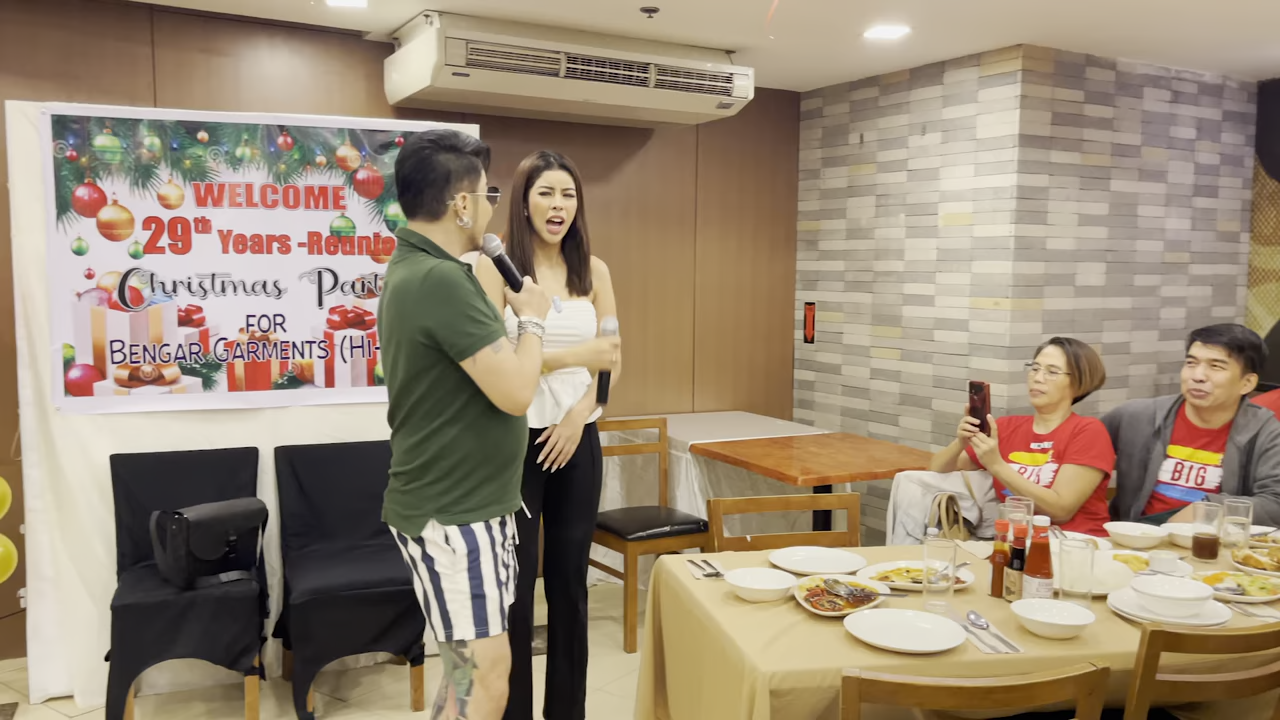 WELCOME
29th Years -Reunio
Christmas Part
FOR
BENGAR GARMENTS (HI-
BIG
BIG